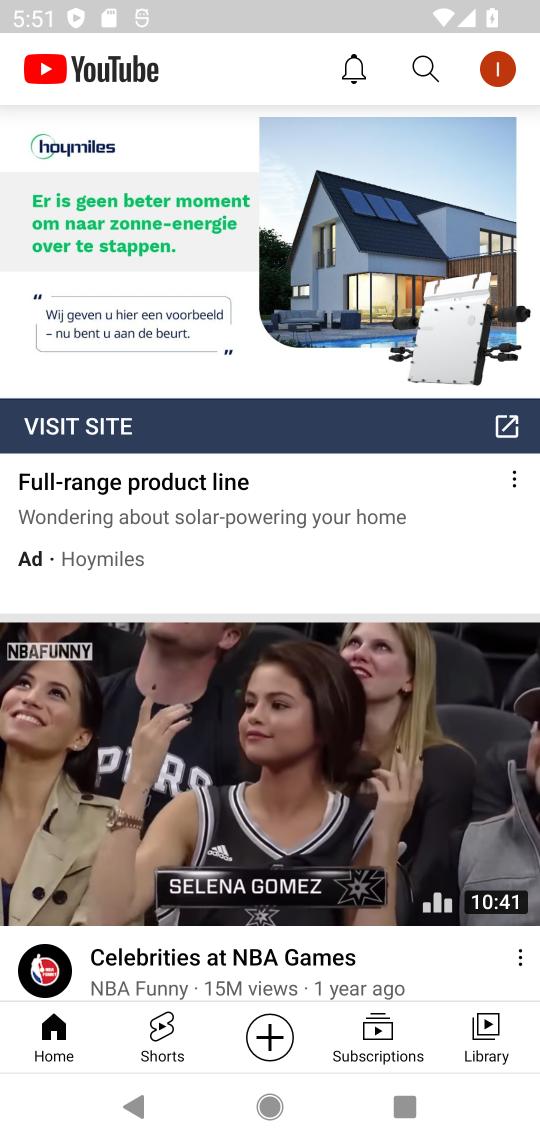 5:51
YouTube
I
hoymiles
Er is geen beter moment
om naar zonne-energie
over te stappen.
“ Wij geven u hier een voorbeeld
– nu bent u aan de beurt. ”
VISIT SITE
Full-range product line
Wondering about solar-powering your home
Ad · Hoymiles
NBAFUNNY
adidas
SELENA GOMEZ
10:41
Celebrities at NBA Games
NBA Funny · 15M views · 1 year ago
Home
Shorts
Subscriptions
Library